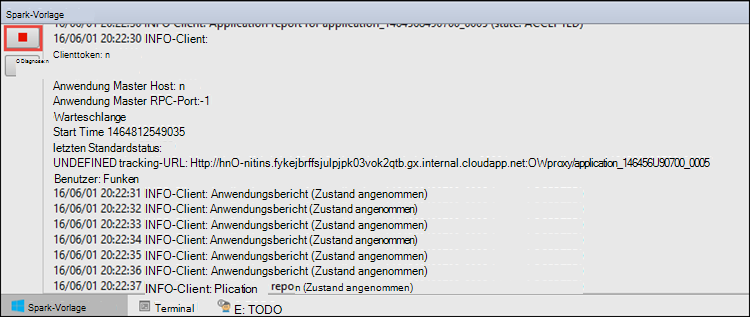 Spark-Vorlage
16/06/01 20:22:30 INFO-Client: Application report for application_1464566490700_0005 (state: ACCEPTED)
16/06/01 20:22:30 INFO-Client:
Clienttoken: n
O Diagnose: n
Anwendung Master Host: n
Anwendung Master RPC-Port:-1
Warteschlange
Start Time 1464812549035
letzten Standardstatus:
UNDEFINED tracking-URL: Http://hnO-nitins.fykejbrffsjulpjpk03vok2qtb.gx.internal.cloudapp.net:OW/proxy/application_146456U90700_0005
Benutzer: Funken
16/06/01 20:22:31 INFO-Client: Anwendungsbericht (Zustand angenommen)
16/06/01 20:22:32 INFO-Client: Anwendungsbericht (Zustand angenommen)
16/06/01 20:22:33 INFO-Client: Anwendungsbericht (Zustand angenommen)
16/06/01 20:22:34 INFO-Client: Anwendungsbericht (Zustand angenommen)
16/06/01 20:22:35 INFO-Client: Anwendungsbericht (Zustand angenommen)
16/06/01 20:22:36 INFO-Client: Anwendungsbericht (Zustand angenommen)
16/06/01 20:22:37 INFO-Client: Plication repon (Zustand angenommen)
Spark-Vorlage Terminal E: TODO